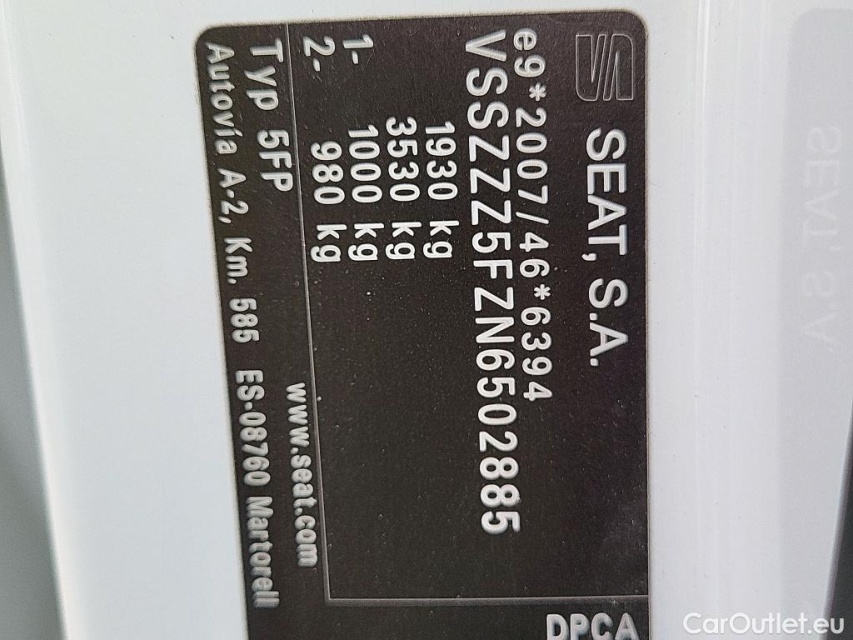 SEAT, S.A.
e9*2007/46*6394
VSSZZZ5FZN6502885
1930 kg
3530 kg
1- 1000 kg
2- 980 kg
Typ 5FP www.seat.com
Autovía A-2, Km. 585 ES-08760 Martorell
DPCA
SEAT, S.A
CarOutlet.eu